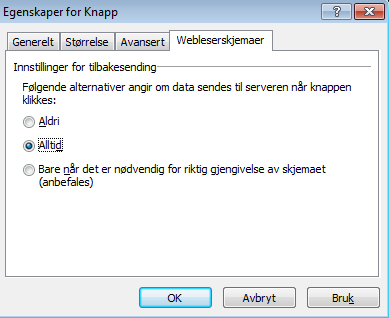 Egenskaper for Knapp
Generelt Størrelse Avansert Webleserskjemaer
Innstillinger for tilbakesending
Følgende alternativer angir om data sendes til serveren når knappen
klikkes:
Aldri
Alltid
Bare når det er nødvendig for riktig gjengivelse av skjemaet
(anbefales)
OK Avbryt Bruk